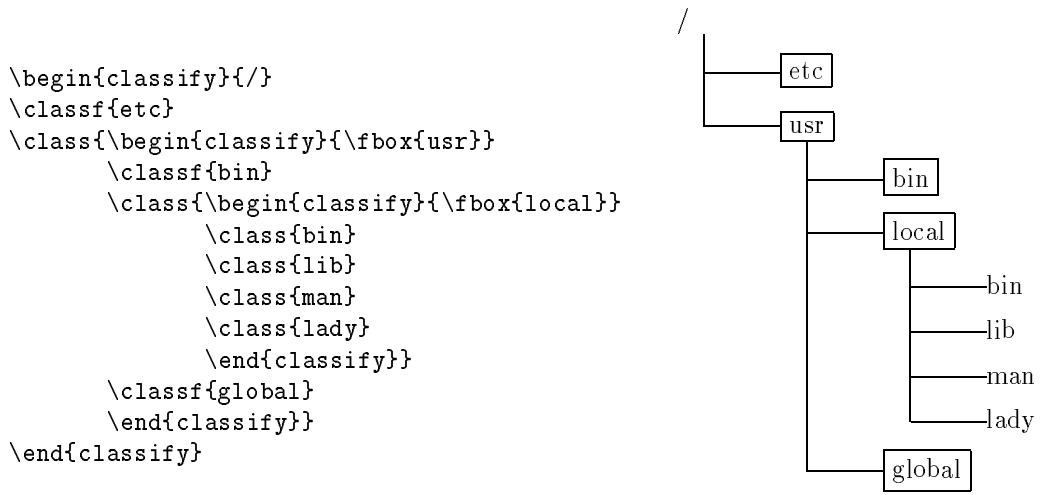 \begin{classify}{/}
\classf{etc}
\class{\begin{classify}{\fbox{usr}}
\classf{bin}
\class{\begin{classify}{\fbox{local}}
\class{bin}
\class{lib}
\class{man}
\class{lady}
\end{classify}}
\classf{global}
\end{classify}}
\end{classify}
/
etc
usr
bin
local
bin
lib
man
lady
global